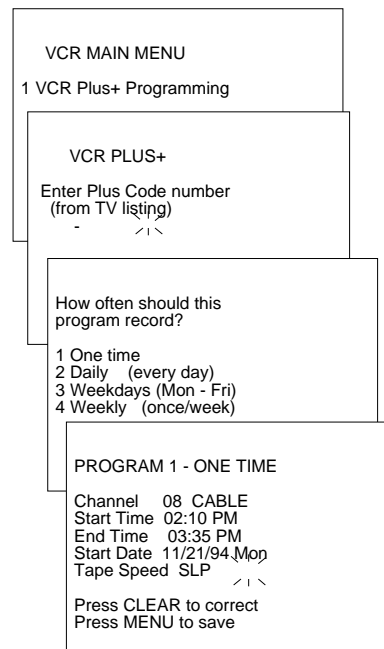 VCR MAIN MENU
1 VCR Plus+ Programming
VCR PLUS+
Enter Plus Code number
(from TV listing)
-
How often should this
program record?
1 One time
2 Daily (every day)
3 Weekdays (Mon - Fri)
4 Weekly (once/week)
PROGRAM 1 - ONE TIME
Channel 08 CABLE
Start Time 02:10 PM
End Time 03:35 PM
Start Date 11/21/94 Mon
Tape Speed SLP
Press CLEAR to correct
Press MENU to save